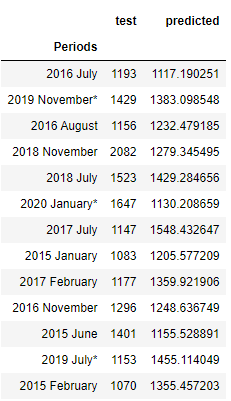 test predicted
Periods
2016 July 1193 1117.190251
2019 November* 1429 1383.098548
2016 August 1156 1232.479185
2018 November 2082 1279.345495
2018 July 1523 1429.284656
2020 January* 1647 1130.208659
2017 July 1147 1548.432647
2015 January 1083 1205.577209
2017 February 1177 1359.921906
2016 November 1296 1248.636749
2015 June 1401 1155.528891
2019 July* 1153 1455.114049
2015 February 1070 1355.457203